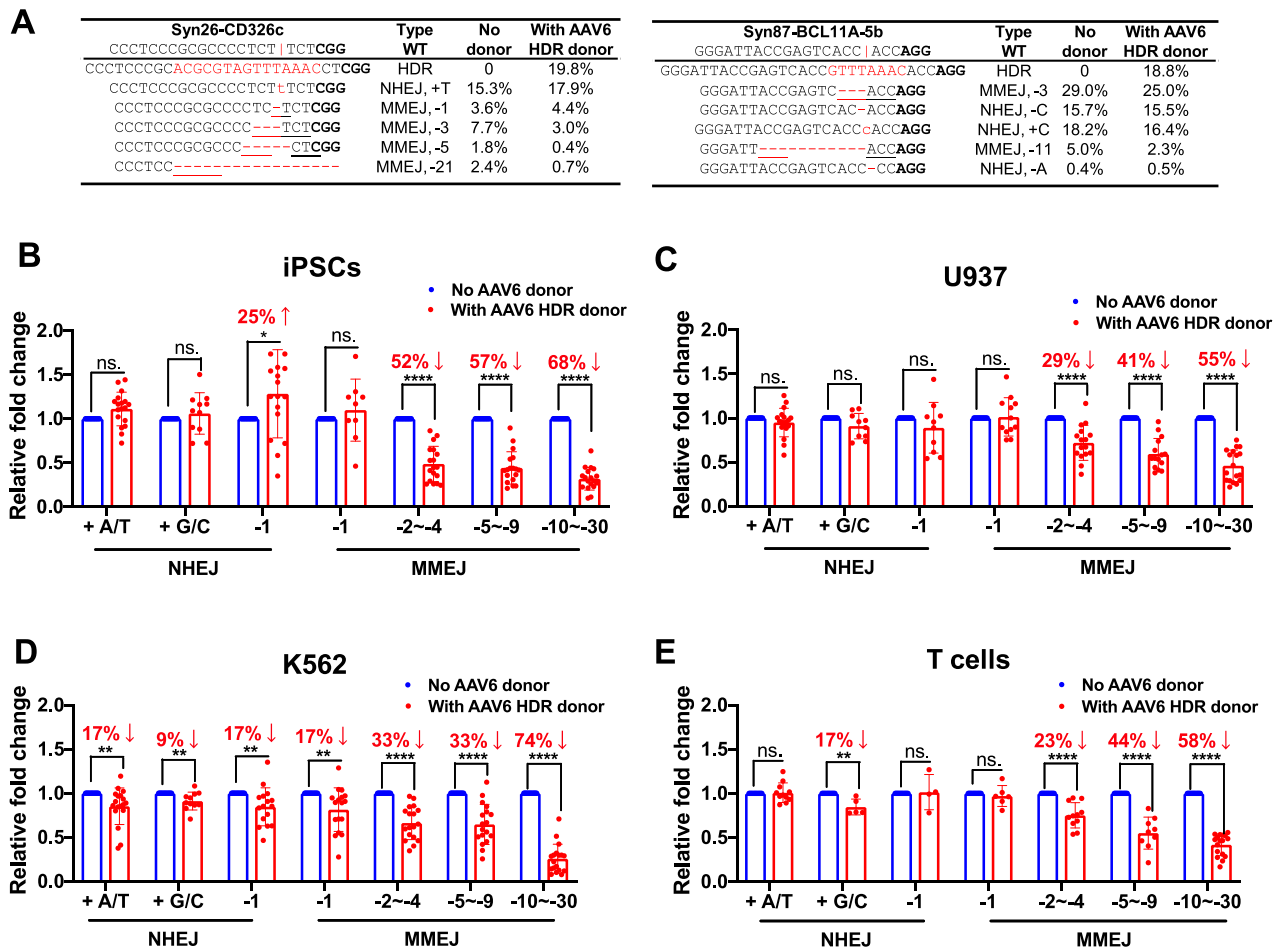 A
Syn26-CD326c Type No With AAV6
CCCTCCCGCGCCCCTCT|TCTCGG WT donor HDR donor
CCCTCCCGCACGCGTAGTTTAAACCTCGG HDR 0 19.8%
CCCTCCCGCGCCCCTCTtTCTCGG NHEJ, +T 15.3% 17.9%
CCCTCCCGCGCCCCTC-TCTCGG MMEJ, -1 3.6% 4.4%
CCCTCCCGCGCCCC---TCTCGG MMEJ, -3 7.7% 3.0%
CCCTCCCGCGCCC-----CTCGG MMEJ, -5 1.8% 0.4%
CCCTCC--------------------- MMEJ, -21 2.4% 0.7%
Syn87-BCL11A-5b Type No With AAV6
GGGATTACCGAGTCACC|ACCAGG WT donor HDR donor
GGGATTACCGAGTCACCGTTTAAACACCAGG HDR 0 18.8%
GGGATTACCGAGTC---ACCAGG MMEJ, -3 29.0% 25.0%
GGGATTACCGAGTCAC-ACCAGG NHEJ, -C 15.7% 15.5%
GGGATTACCGAGTCACCcACCAGG NHEJ, +C 18.2% 16.4%
GGGATT-----------ACCAGG MMEJ, -11 5.0% 2.3%
GGGATTACCGAGTCACC-CCAGG NHEJ, -A 0.4% 0.5%
B
iPSCs
No AAV6 donor
With AAV6 HDR donor
Relative fold change
2.0
1.5
1.0
0.5
0.0
ns. ns. 25% ↑ * ns. 52% ↓ **** 57% ↓ **** 68% ↓ ****
+ A/T + G/C -1 -1 -2~-4 -5~-9 -10~-30
NHEJ MMEJ
C
U937
No AAV6 donor
With AAV6 HDR donor
Relative fold change
2.0
1.5
1.0
0.5
0.0
ns. ns. ns. ns. 29% ↓ **** 41% ↓ **** 55% ↓ ****
+ A/T + G/C -1 -1 -2~-4 -5~-9 -10~-30
NHEJ MMEJ
D
K562
No AAV6 donor
With AAV6 HDR donor
Relative fold change
2.0
1.5
1.0
0.5
0.0
17% ↓ ** 9% ↓ ** 17% ↓ ** 17% ↓ ** 33% ↓ **** 33% ↓ **** 74% ↓ ****
+ A/T + G/C -1 -1 -2~-4 -5~-9 -10~-30
NHEJ MMEJ
E
T cells
No AAV6 donor
With AAV6 HDR donor
Relative fold change
2.0
1.5
1.0
0.5
0.0
ns. 17% ↓ ** ns. ns. 23% ↓ **** 44% ↓ **** 58% ↓ ****
+ A/T + G/C -1 -1 -2~-4 -5~-9 -10~-30
NHEJ MMEJ